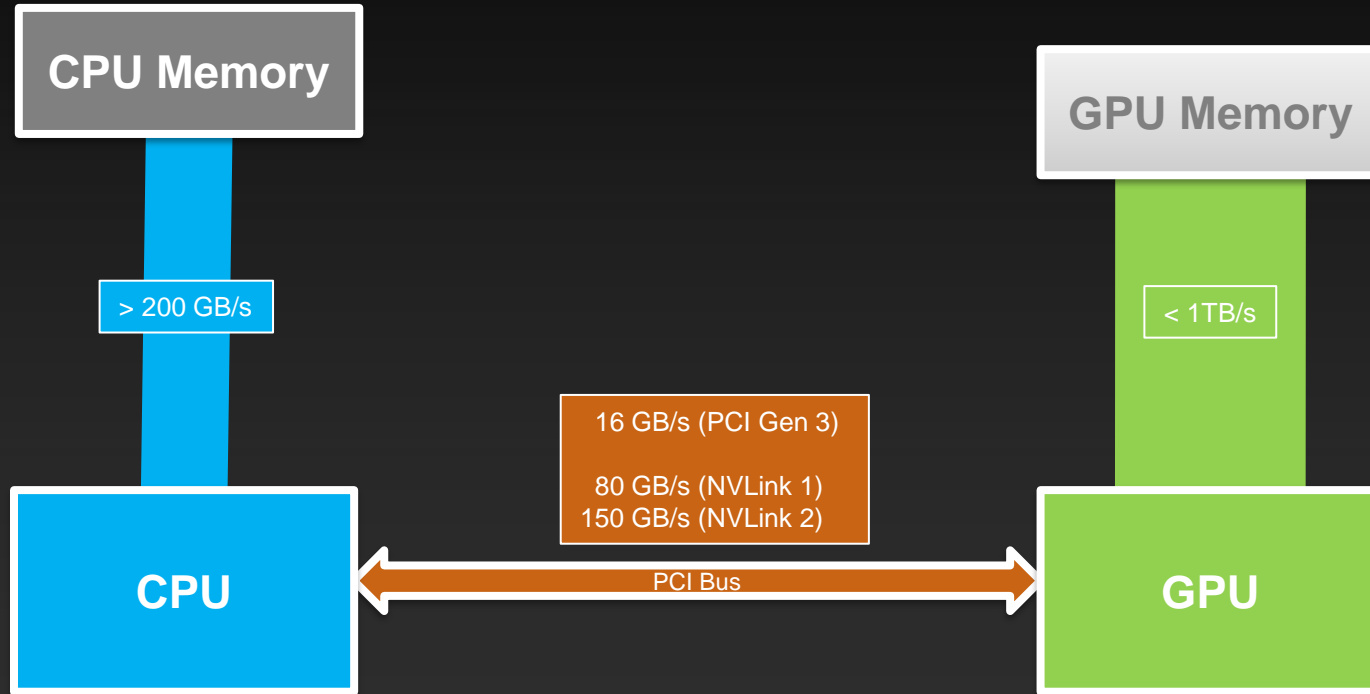 CPU Memory
GPU Memory
> 200 GB/s
< 1TB/s
16 GB/s (PCI Gen 3)
80 GB/s (NVLink 1)
150 GB/s (NVLink 2)
PCI Bus
CPU
GPU